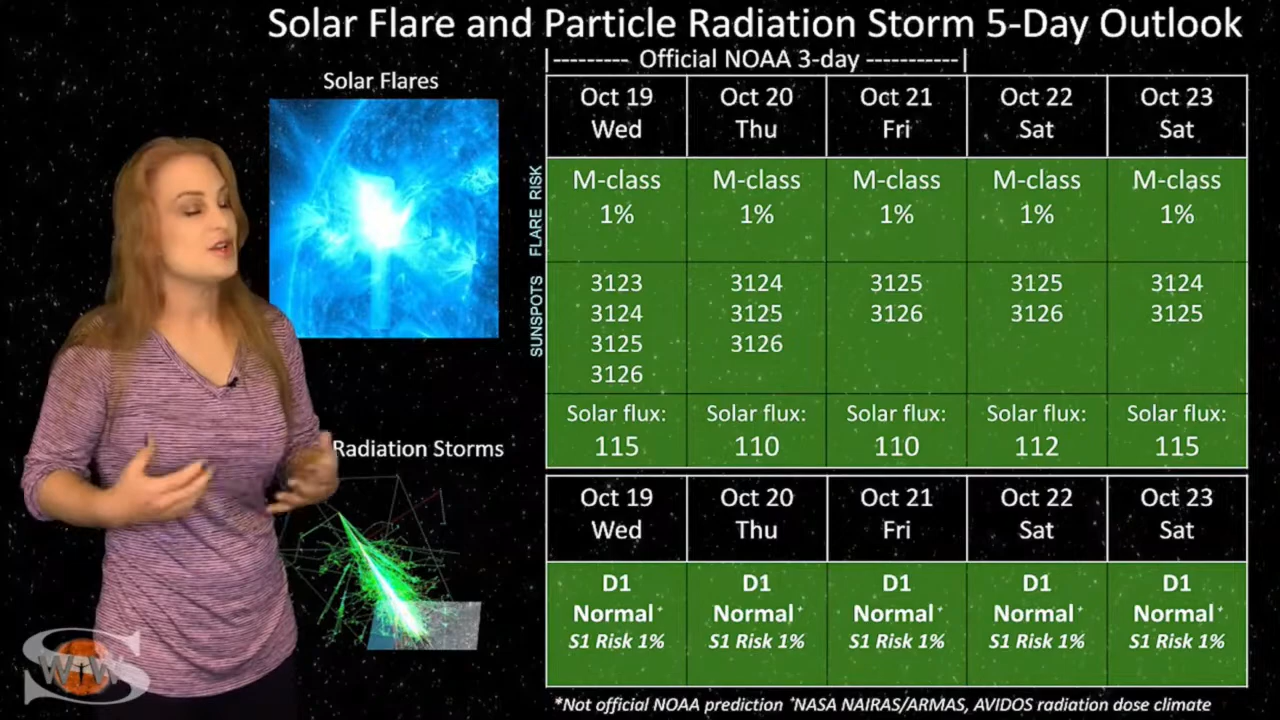 Solar Flare and Particle Radiation Storm 5-Day Outlook
|--------- Official NOAA 3-day -----------|
Solar Flares
Oct 19 Oct 20 Oct 21 Oct 22 Oct 23
Wed Thu Fri Sat Sat
FLARE RISK
M-class M-class M-class M-class M-class
1% 1% 1% 1% 1%
SUNSPOTS
3123 3124 3125 3125 3124
3124 3125 3126 3126 3125
3125 3126
3126
Solar flux: Solar flux: Solar flux: Solar flux: Solar flux:
115 110 110 112 115
Radiation Storms
Oct 19 Oct 20 Oct 21 Oct 22 Oct 23
Wed Thu Fri Sat Sat
D1 D1 D1 D1 D1
Normal⁺ Normal⁺ Normal⁺ Normal⁺ Normal⁺
S1 Risk 1% S1 Risk 1% S1 Risk 1% S1 Risk 1% S1 Risk 1%
SWTW
*Not official NOAA prediction ⁺NASA NAIRAS/ARMAS, AVIDOS radiation dose climate